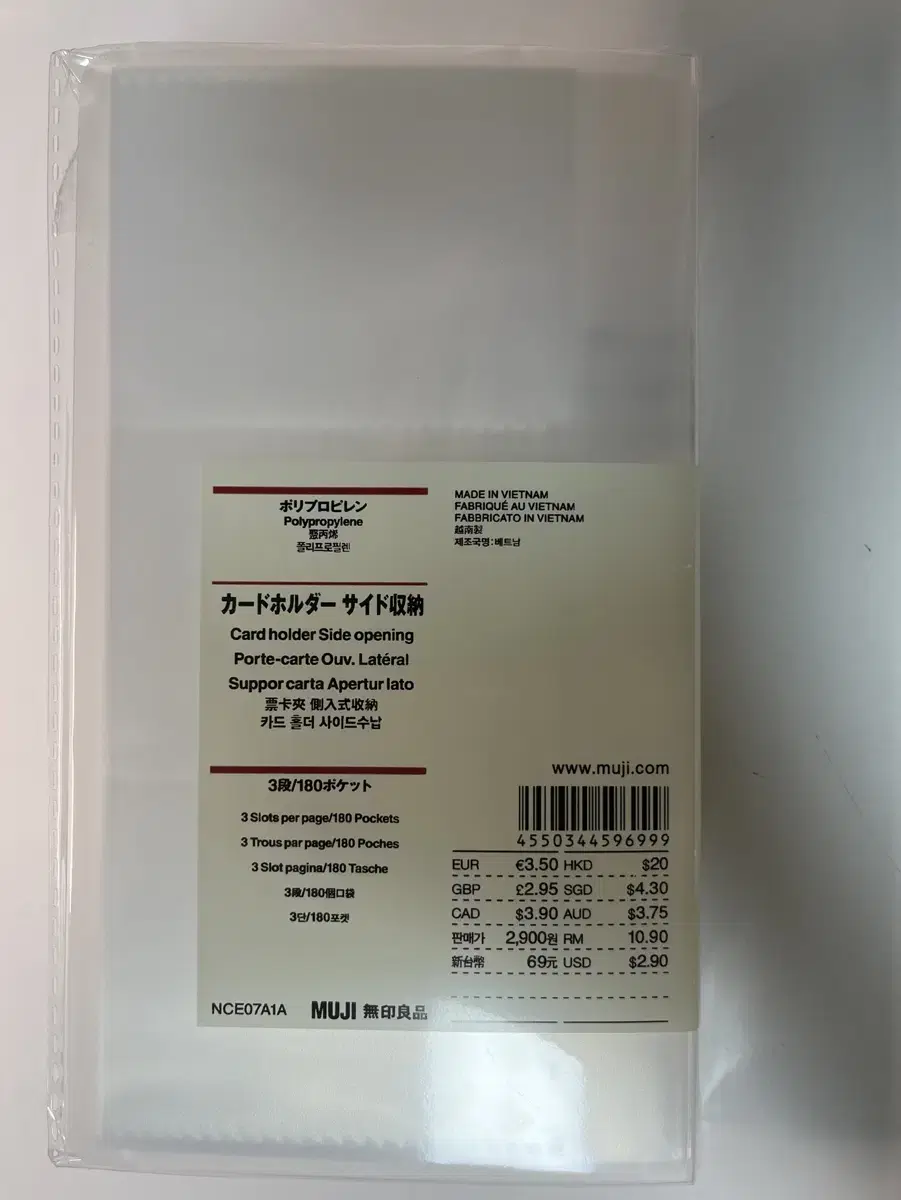 ポリプロピレン
Polypropylene
聚丙烯
폴리프로필렌
カードホルダー サイド収納
Card holder Side opening
Porte-carte Ouv. Latéral
Suppor carta Apertur lato
票卡夾 側入式收納
카드 홀더 사이드수납
3段/180ポケット
3 Slots per page/180 Pockets
3 Trous par page/180 Poches
3 Slot pagina/180 Tasche
3段/180個口袋
3단/180포켓
NCE07A1A MUJI 無印良品
MADE IN VIETNAM
FABRIQUÉ AU VIETNAM
FABBRICATO IN VIETNAM
越南製
제조국명:베트남
www.muji.com
4550344596999
EUR €3.50 HKD $20
GBP £2.95 SGD $4.30
CAD $3.90 AUD $3.75
판매가 2,900원 RM 10.90
新台幣 69元 USD $2.90